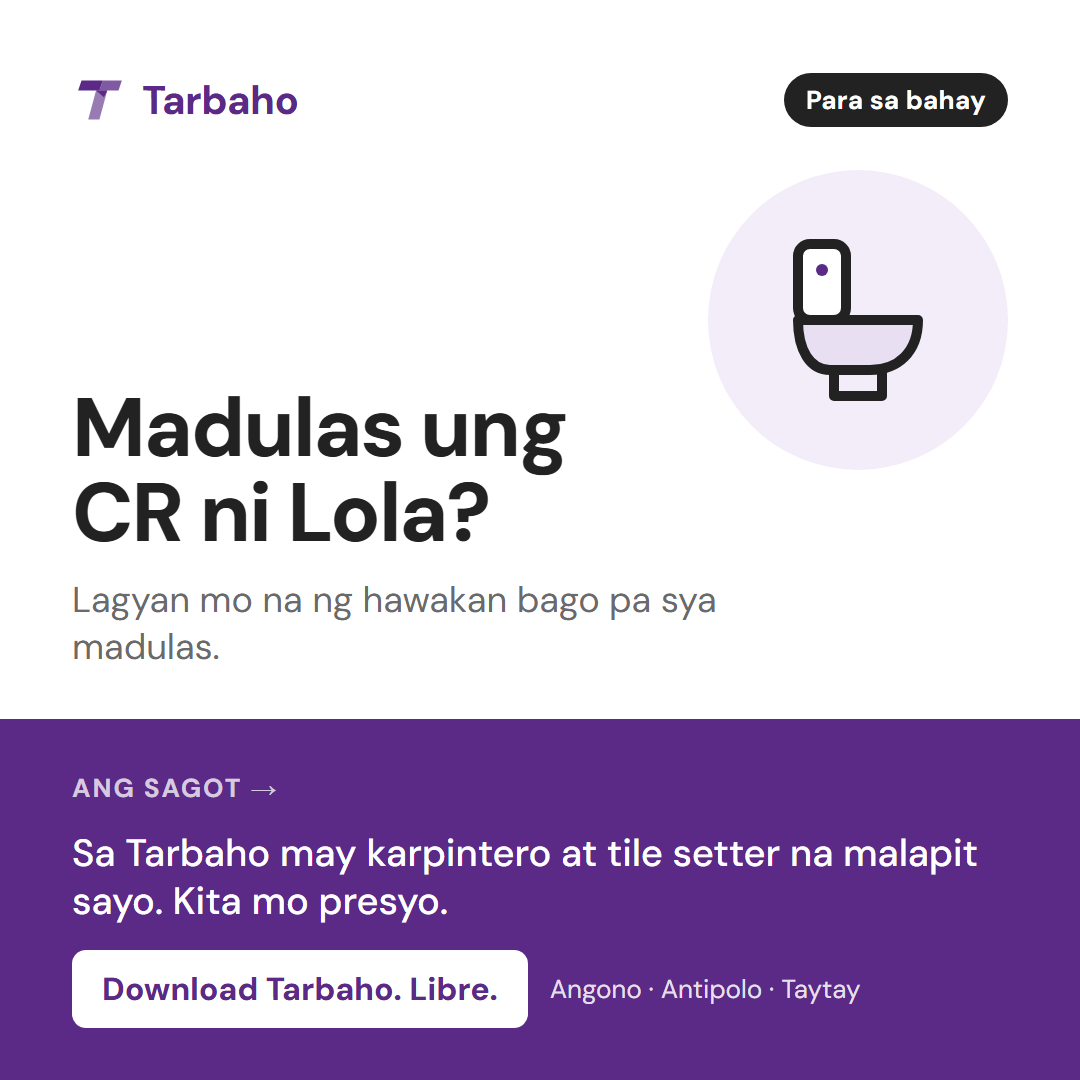 Tarbaho
Para sa bahay
Madulas ung
CR ni Lola?
Lagyan mo na ng hawakan bago pa sya
madulas.
ANG SAGOT →
Sa Tarbaho may karpintero at tile setter na malapit
sayo. Kita mo presyo.
Download Tarbaho. Libre.
Angono · Antipolo · Taytay